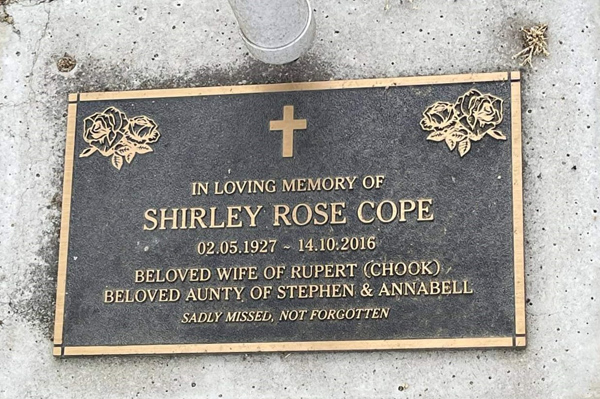 IN LOVING MEMORY OF
SHIRLEY ROSE COPE
02.05.1927 ~ 14.10.2016
BELOVED WIFE OF RUPERT (CHOOK)
BELOVED AUNTY OF STEPHEN & ANNABELL
SADLY MISSED, NOT FORGOTTEN